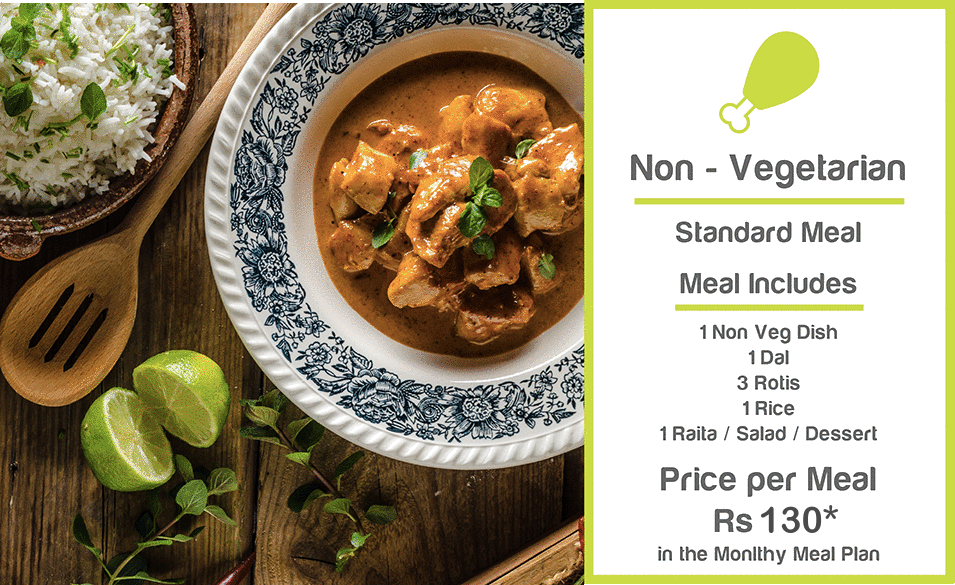 Non - Vegetarian
Standard Meal
Meal Includes
1 Non Veg Dish
1 Dal
3 Rotis
1 Rice
1 Raita / Salad / Dessert
Price per Meal
Rs 130*
in the Monlthy Meal Plan